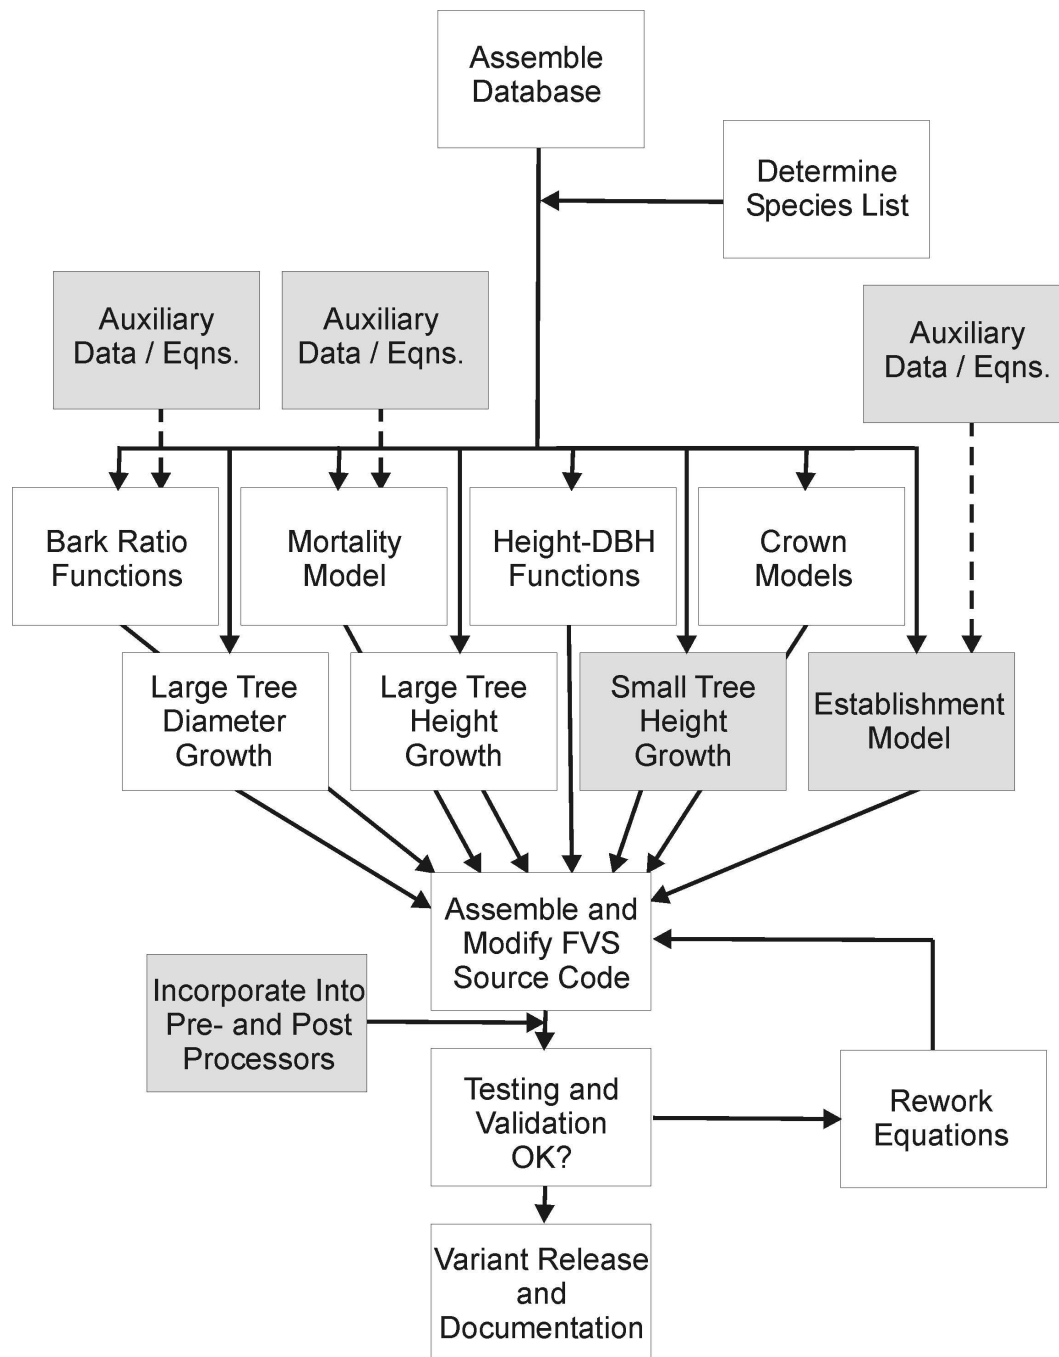 Assemble
Database
Determine
Species List
Auxiliary
Data / Eqns.
Auxiliary
Data / Eqns.
Auxiliary
Data / Eqns.
Bark Ratio
Functions
Mortality
Model
Height-DBH
Functions
Crown
Models
Large Tree
Diameter
Growth
Large Tree
Height
Growth
Small Tree
Height
Growth
Establishment
Model
Assemble and
Modify FVS
Source Code
Incorporate Into
Pre- and Post
Processors
Testing and
Validation
OK?
Rework
Equations
Variant Release
and
Documentation